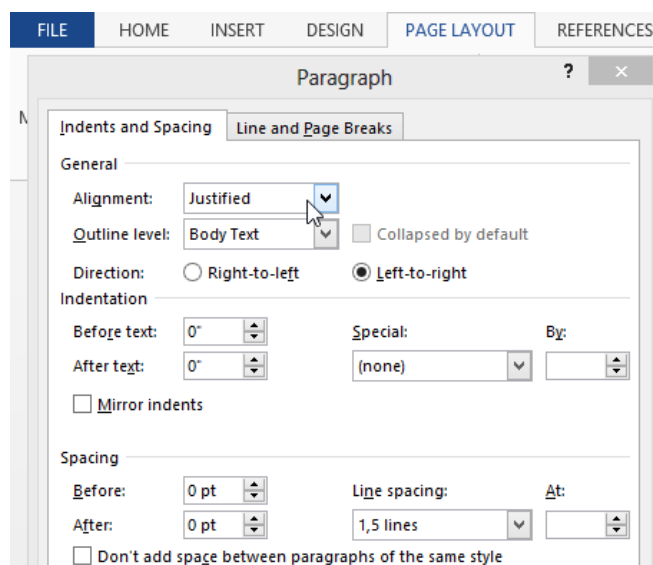 FILE HOME INSERT DESIGN PAGE LAYOUT REFERENCES
Paragraph ? ×
Indents and Spacing Line and Page Breaks
General
Alignment: Justified
Outline level: Body Text Collapsed by default
Direction: Right-to-left Left-to-right
Indentation
Before text: 0" Special: By:
After text: 0" (none)
Mirror indents
Spacing
Before: 0 pt Line spacing: At:
After: 0 pt 1,5 lines
Don't add space between paragraphs of the same style